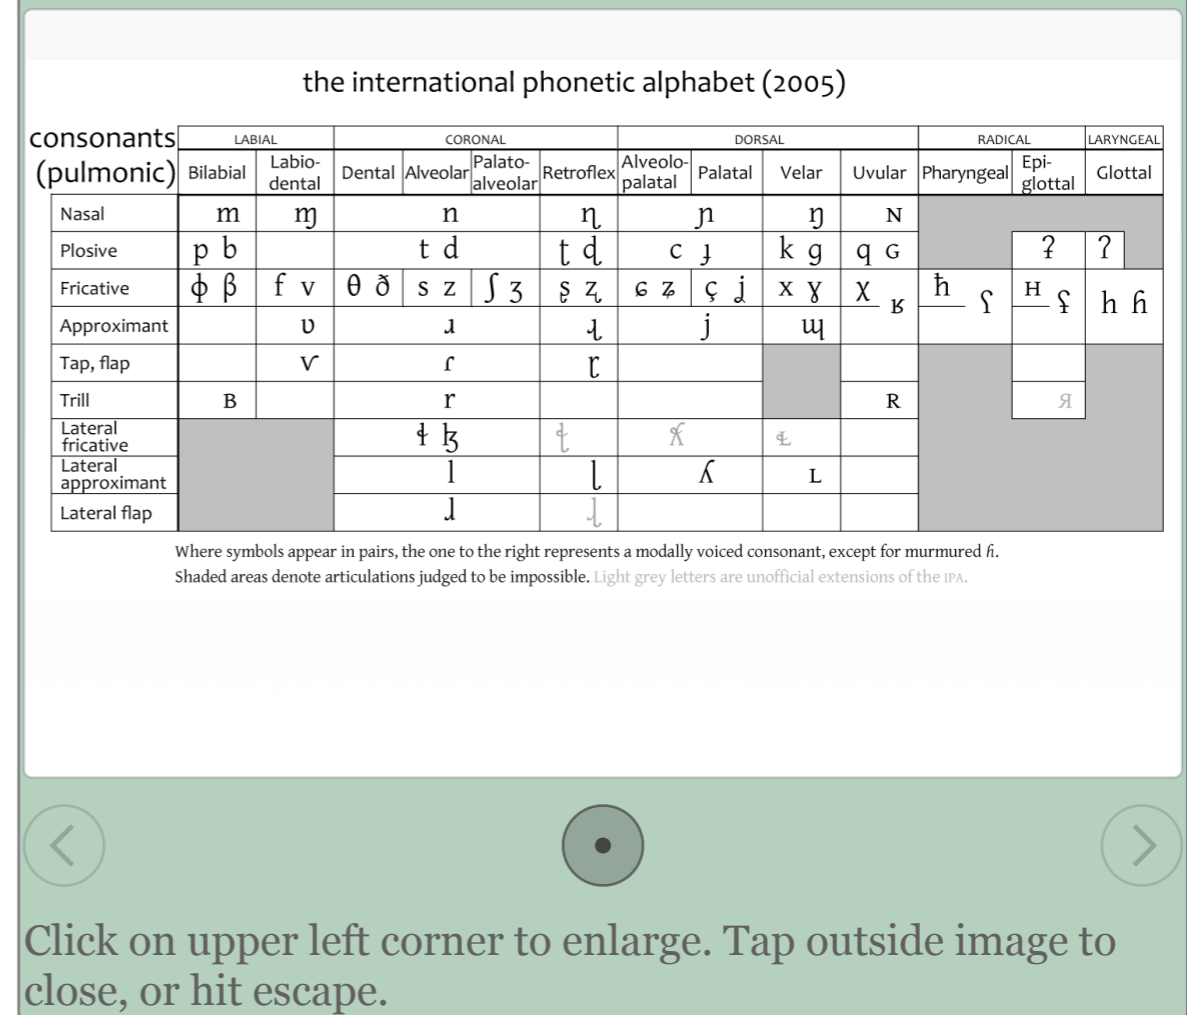 the international phonetic alphabet (2005)
consonants
(pulmonic)
LABIAL CORONAL DORSAL RADICAL LARYNGEAL
Bilabial Labio-dental Dental Alveolar Palato-alveolar Retroflex Alveolo-palatal Palatal Velar Uvular Pharyngeal Epi-glottal Glottal
Nasal m ɱ n ɳ ɲ ŋ ɴ
Plosive p b t d ʈ ɖ c ɟ k ɡ q ɢ ʡ ʔ
Fricative ɸ β f v θ ð s z ʃ ʒ ʂ ʐ ɕ ʑ ç ʝ x ɣ χ ʁ ħ ʕ ʜ ʢ h ɦ
Approximant ʋ ɹ ɻ j ɰ
Tap, flap ⱱ ɾ ɽ
Trill ʙ r ʀ ᴙ
Lateral fricative ɬ ɮ
Lateral approximant l ɭ ʎ ʟ
Lateral flap ɺ
Where symbols appear in pairs, the one to the right represents a modally voiced consonant, except for murmured ɦ.
Shaded areas denote articulations judged to be impossible. Light grey letters are unofficial extensions of the IPA.
Click on upper left corner to enlarge. Tap outside image to
close, or hit escape.